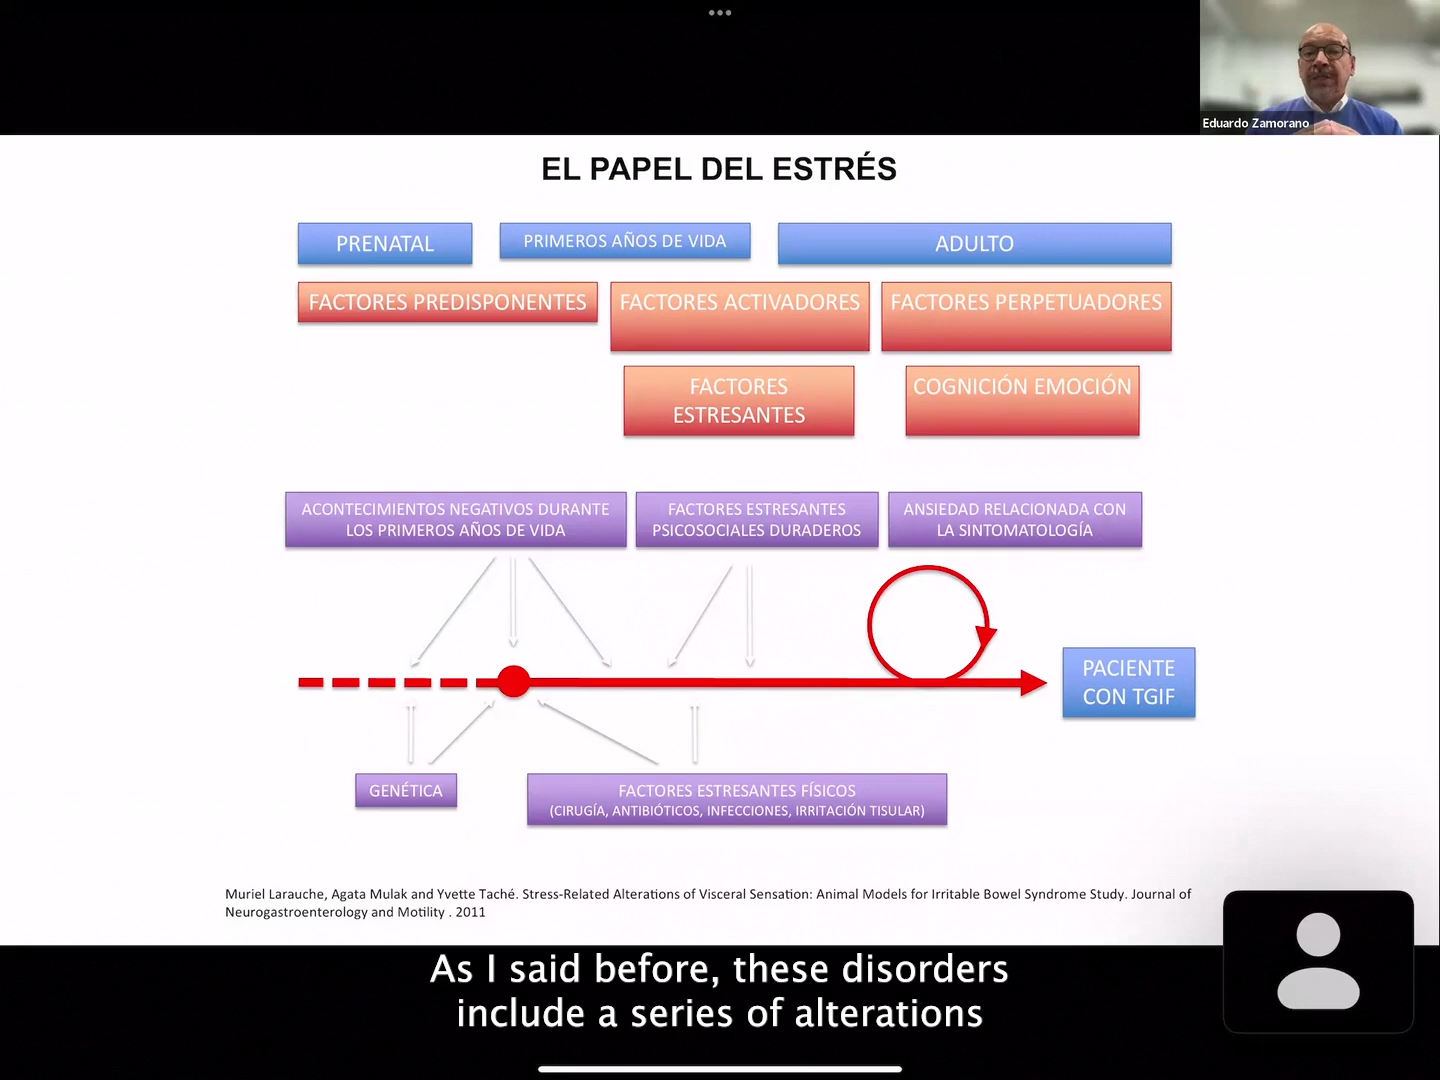 Eduardo Zamorano
EL PAPEL DEL ESTRÉS
PRENATAL
PRIMEROS AÑOS DE VIDA
ADULTO
FACTORES PREDISPONENTES
FACTORES ACTIVADORES
FACTORES PERPETUADORES
FACTORES
ESTRESANTES
COGNICIÓN EMOCIÓN
ACONTECIMIENTOS NEGATIVOS DURANTE
LOS PRIMEROS AÑOS DE VIDA
FACTORES ESTRESANTES
PSICOSOCIALES DURADEROS
ANSIEDAD RELACIONADA CON
LA SINTOMATOLOGÍA
PACIENTE
CON TGIF
GENÉTICA
FACTORES ESTRESANTES FÍSICOS
(CIRUGÍA, ANTIBIÓTICOS, INFECCIONES, IRRITACIÓN TISULAR)
Muriel Larauche, Agata Mulak and Yvette Taché. Stress-Related Alterations of Visceral Sensation: Animal Models for Irritable Bowel Syndrome Study. Journal of
Neurogastroenterology and Motility . 2011
As I said before, these disorders
include a series of alterations